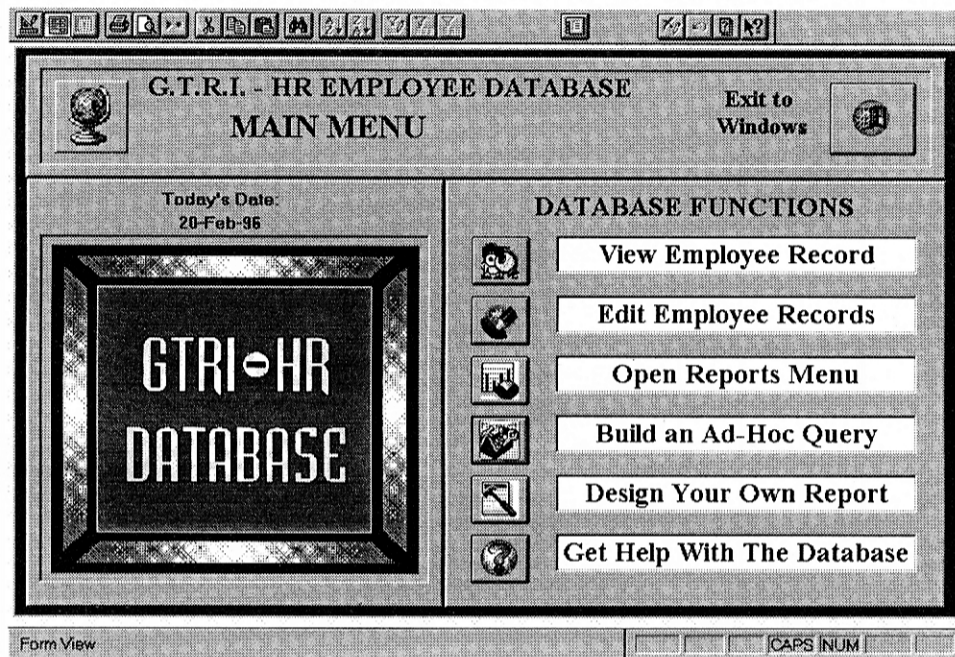 G.T.R.I. - HR EMPLOYEE DATABASE
MAIN MENU
Exit to
Windows
Today's Date:
20-Feb-96
GTRI-HR
DATABASE
DATABASE FUNCTIONS
View Employee Record
Edit Employee Records
Open Reports Menu
Build an Ad-Hoc Query
Design Your Own Report
Get Help With The Database
Form View
CAPS NUM